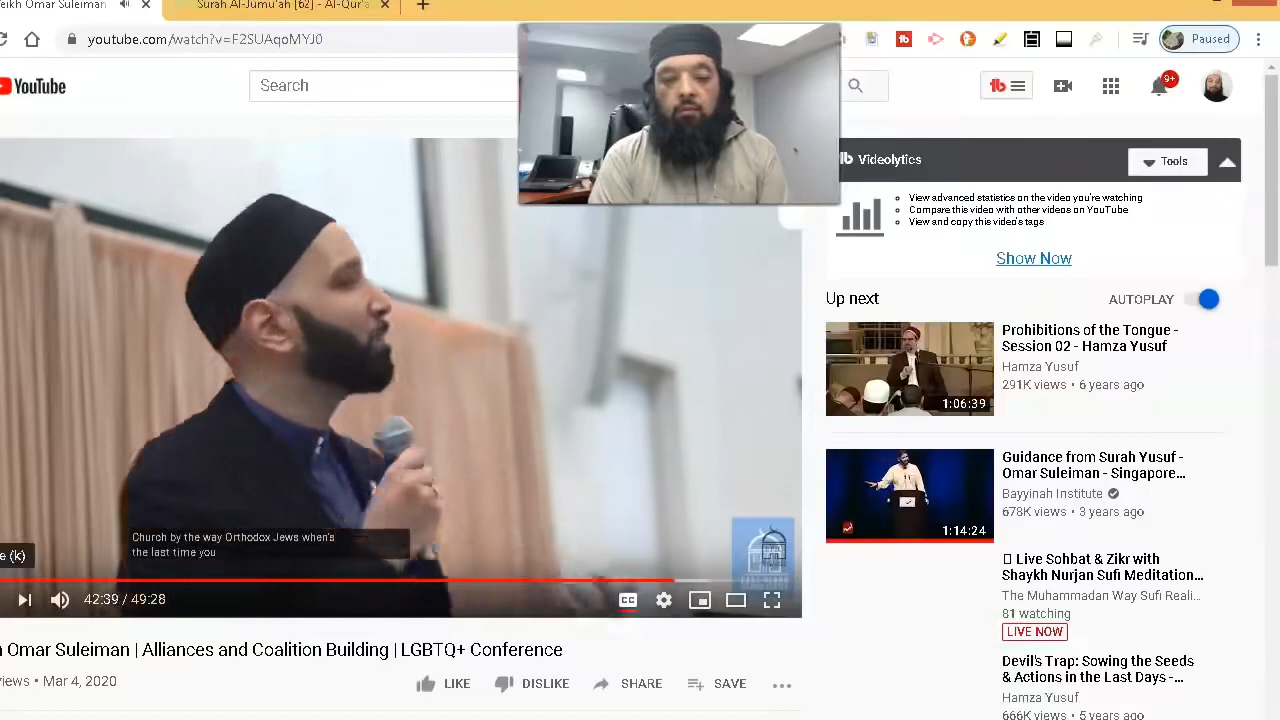 eikh Omar Suleiman
Surah Al-Jumu'ah [62] - Al-Qur'a
youtube.com/watch?v=F2SUAqoMYJ0
tb
Paused
YouTube
Search
tb
9+
lb Videolytics
Tools
View advanced statistics on the video you're watching
Compare this video with other videos on YouTube
View and copy this video's tags
Show Now
Up next
AUTOPLAY
Prohibitions of the Tongue -
Session 02 - Hamza Yusuf
Hamza Yusuf
291K views • 6 years ago
1:06:39
Guidance from Surah Yusuf -
Omar Suleiman - Singapore...
Bayyinah Institute
678K views • 3 years ago
1:14:24
Live Sohbat & Zikr with
Shaykh Nurjan Sufi Meditation...
The Muhammadan Way Sufi Reali...
81 watching
LIVE NOW
Devil's Trap: Sowing the Seeds
& Actions in the Last Days -...
Hamza Yusuf
666K views • 5 years ago
Church by the way Orthodox Jews when's
the last time you
e (k)
42:39 / 49:28
CC
h Omar Suleiman | Alliances and Coalition Building | LGBTQ+ Conference
iews • Mar 4, 2020
LIKE
DISLIKE
SHARE
SAVE